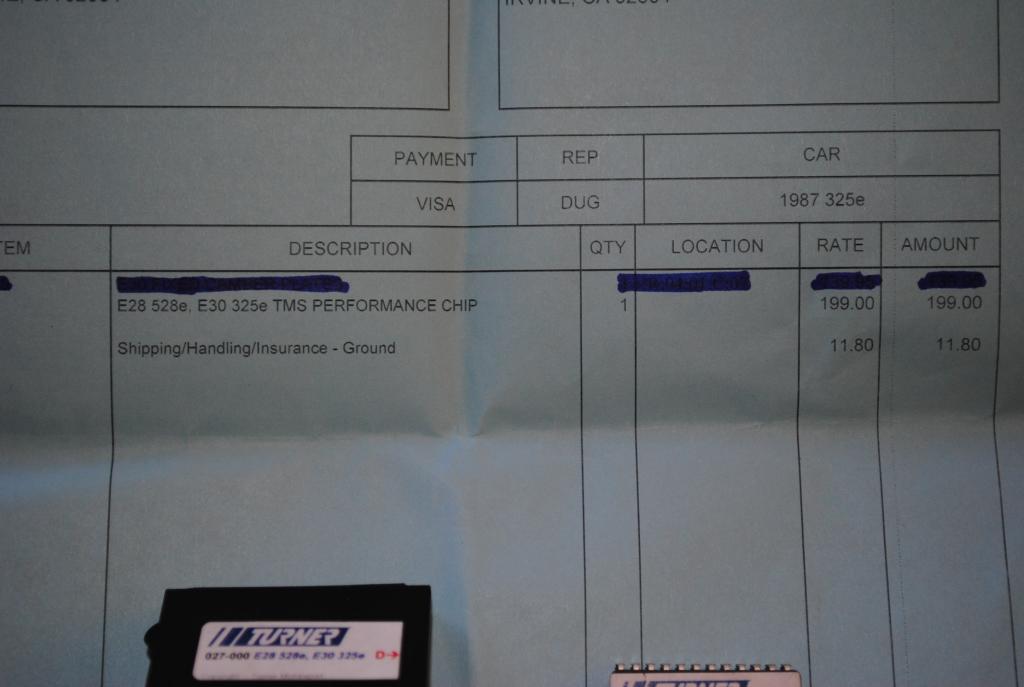 IRVINE, CA
PAYMENT REP CAR
VISA DUG 1987 325e
DESCRIPTION QTY LOCATION RATE AMOUNT
E28 528e, E30 325e TMS PERFORMANCE CHIP 1 199.00 199.00
Shipping/Handling/Insurance - Ground 11.80 11.80
TURNER
027-000 E28 528e, E30 325e D→
TURNER